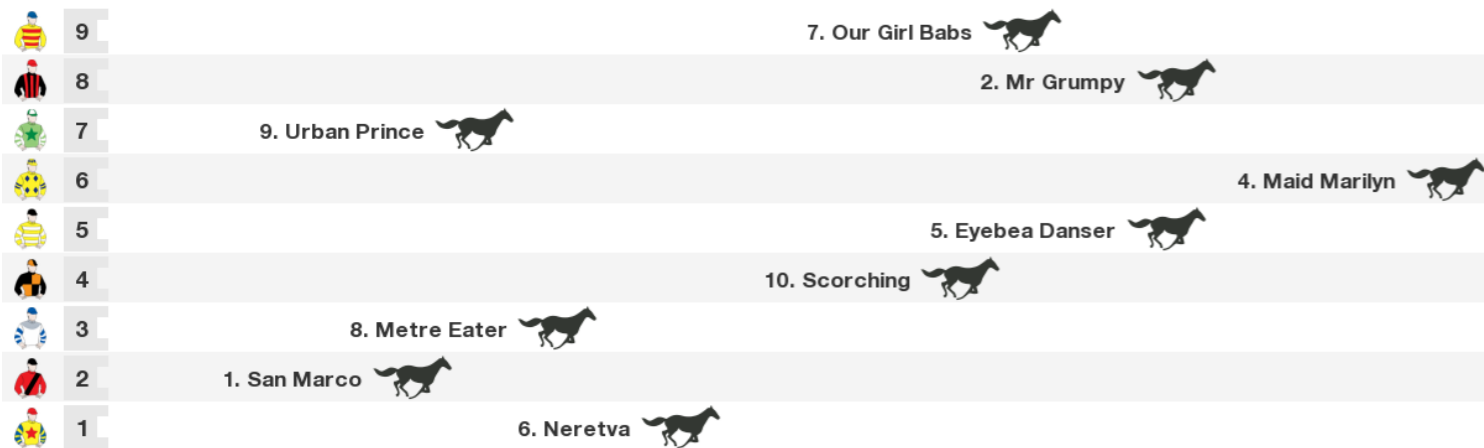 9 7. Our Girl Babs
8 2. Mr Grumpy
7 9. Urban Prince
6 4. Maid Marilyn
5 5. Eyebea Danser
4 10. Scorching
3 8. Metre Eater
2 1. San Marco
1 6. Neretva